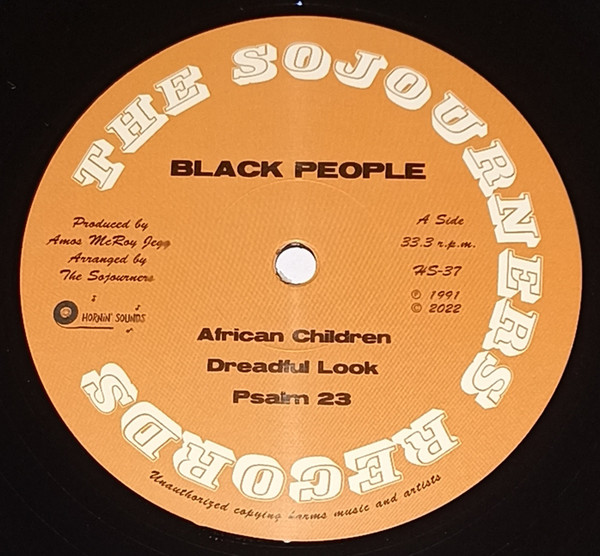 THE SOJOURNERS RECORDS
BLACK PEOPLE
Produced by
Amos McRoy Jegg
Arranged by
The Sojourners
HORNIN' SOUNDS
A Side
33.3 r.p.m.
HS-37
℗ 1991
© 2022
African Children
Dreadful Look
Psalm 23
Unauthorized copying harms music and artists